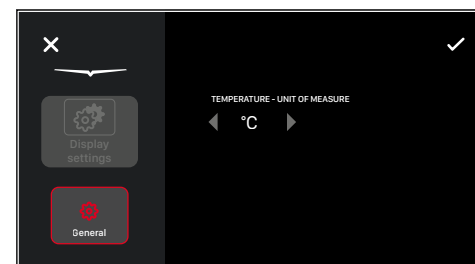 TEMPERATURE - UNIT OF MEASURE
°C
Display
settings
General